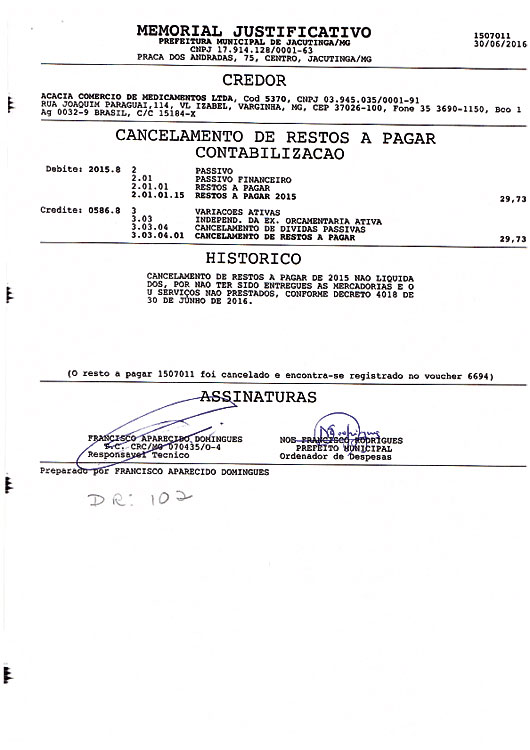 MEMORIAL JUSTIFICATIVO
PREFEITURA MUNICIPAL DE JACUTINGA/MG
CNPJ 17.914.128/0001-63
PRACA DOS ANDRADAS, 75, CENTRO, JACUTINGA/MG
1507011
30/06/2016
CREDOR
ACACIA COMERCIO DE MEDICAMENTOS LTDA, Cod 5370, CNPJ 03.945.035/0001-91
RUA JOAQUIM PARAGUAI,114, VL IZABEL, VARGINHA, MG, CEP 37026-100, Fone 35 3690-1150, Bco 1
Ag 0032-9 BRASIL, C/C 15184-X
CANCELAMENTO DE RESTOS A PAGAR
CONTABILIZACAO
Debite: 2015.8 2 PASSIVO
2.01 PASSIVO FINANCEIRO
2.01.01 RESTOS A PAGAR
2.01.01.15 RESTOS A PAGAR 2015 29,73
Credite: 0586.8 3 VARIACOES ATIVAS
3.03 INDEPEND. DA EX. ORCAMENTARIA ATIVA
3.03.04 CANCELAMENTO DE DIVIDAS PASSIVAS
3.03.04.01 CANCELAMENTO DE RESTOS A PAGAR 29,73
HISTORICO
CANCELAMENTO DE RESTOS A PAGAR DE 2015 NAO LIQUIDA
DOS, POR NAO TER SIDO ENTREGUES AS MERCADORIAS E O
U SERVIÇOS NAO PRESTADOS, CONFORME DECRETO 4018 DE
30 DE JUNHO DE 2016.
(O resto a pagar 1507011 foi cancelado e encontra-se registrado no voucher 6694)
ASSINATURAS
FRANCISCO APARECIDO DOMINGUES
T.C. CRC/MG 070435/O-4
Responsavel Tecnico
NOE FRANCISCO RODRIGUES
PREFEITO MUNICIPAL
Ordenador de Despesas
Preparado por FRANCISCO APARECIDO DOMINGUES
DR: 102